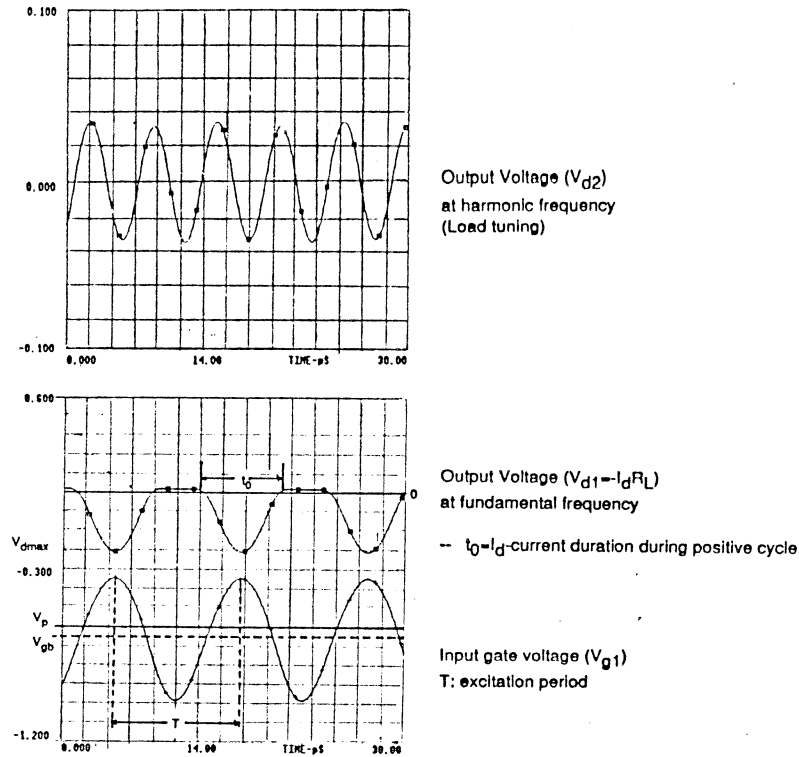 0.100
0.000
-0.100
0.000 14.00 TIME-pS 30.00
Output Voltage (Vd2)
at harmonic frequency
(Load tuning)
0.600
t0
0
Vdmax
-0.300
Vp
Vgb
T
-1.200
0.000 14.00 TIME-pS 30.00
Output Voltage (Vd1=-IdRL)
at fundamental frequency
-- t0=Id-current duration during positive cycle
Input gate voltage (Vg1)
T: excitation period